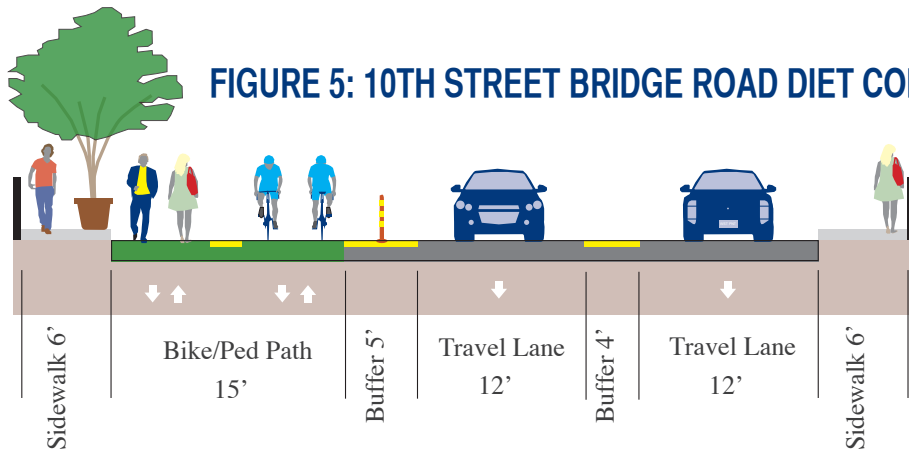 FIGURE 5: 10TH STREET BRIDGE ROAD DIET
Sidewalk 6’
Bike/Ped Path
15’
Buffer 5’
Travel Lane
12’
Buffer 4’
Travel Lane
12’
Sidewalk 6’